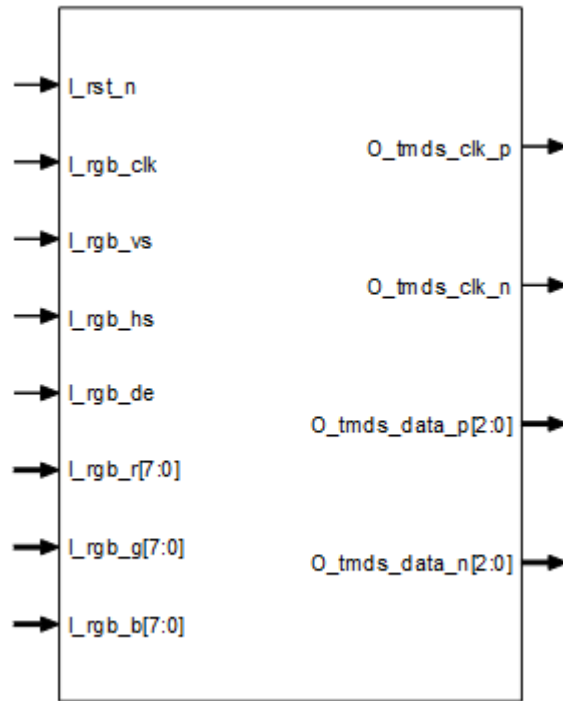 I_rst_n
I_rgb_clk
I_rgb_vs
I_rgb_hs
I_rgb_de
I_rgb_r[7:0]
I_rgb_g[7:0]
I_rgb_b[7:0]
O_tmds_clk_p
O_tmds_clk_n
O_tmds_data_p[2:0]
O_tmds_data_n[2:0]